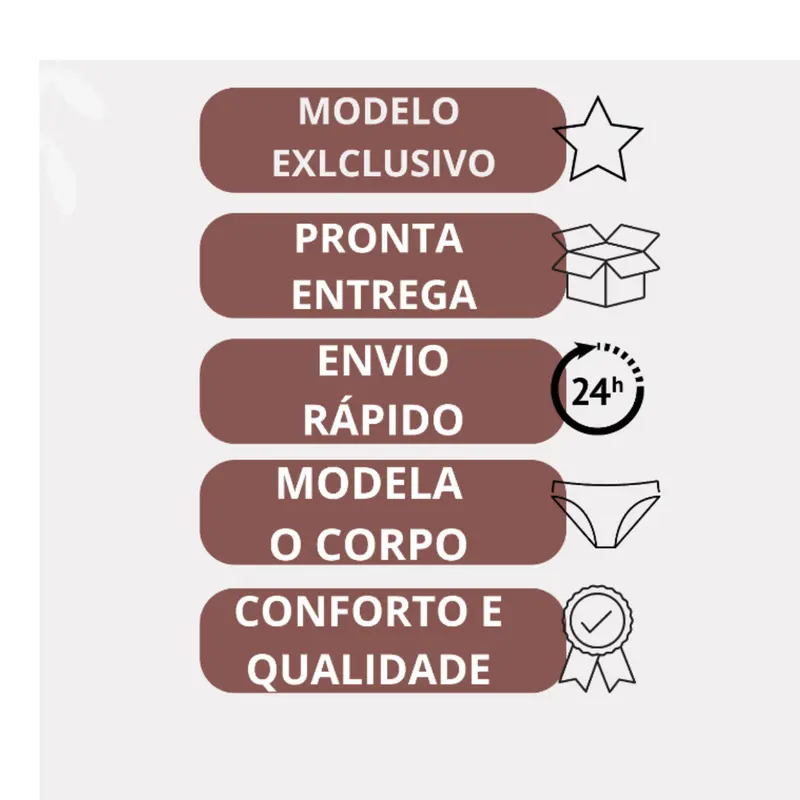 MODELO
EXLCLUSIVO
PRONTA
ENTREGA
ENVIO
RÁPIDO
24h
MODELA
O CORPO
CONFORTO E
QUALIDADE